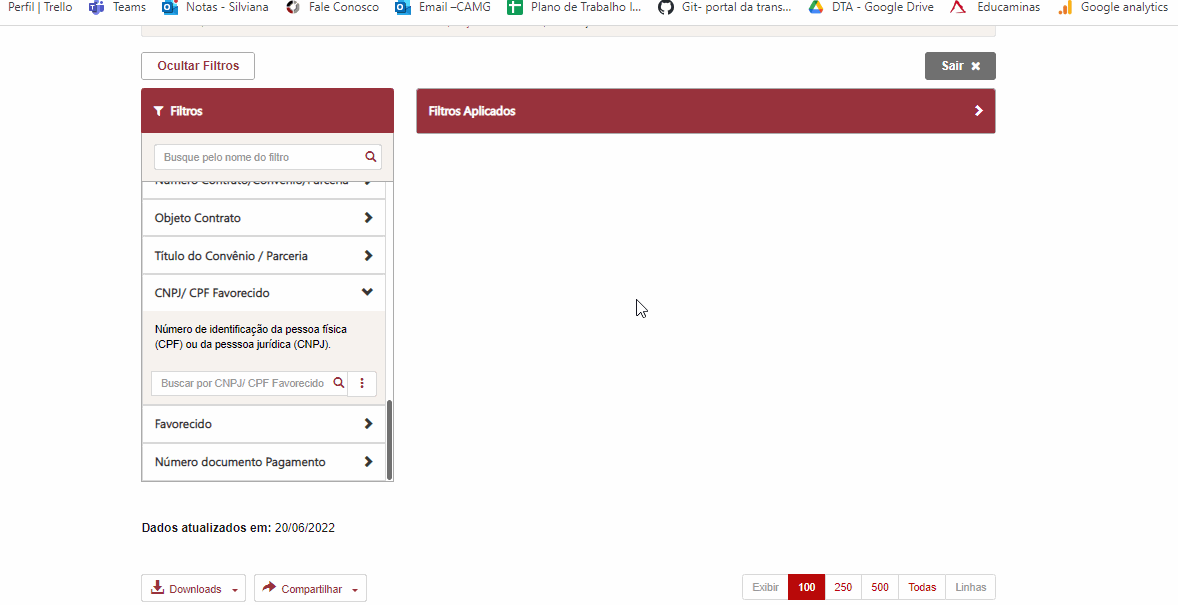 Perfil | Trello Teams Notas - Silviana Fale Conosco Email –CAMG Plano de Trabalho I... Git- portal da trans... DTA - Google Drive Educaminas Google analytics
Ocultar Filtros
Sair
Filtros
Filtros Aplicados
Busque pelo nome do filtro
Número Contrato/Convênio/Parceria
Objeto Contrato
Título do Convênio / Parceria
CNPJ/ CPF Favorecido
Número de identificação da pessoa física
(CPF) ou da pesssoa jurídica (CNPJ).
Buscar por CNPJ/ CPF Favorecido
Favorecido
Número documento Pagamento
Dados atualizados em: 20/06/2022
Downloads Compartilhar Exibir 100 250 500 Todas Linhas